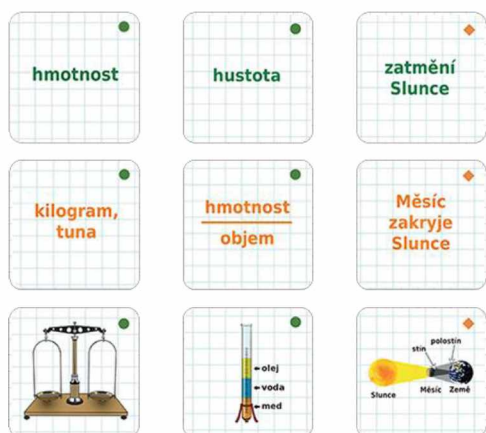 hmotnost
hustota
zatmění
Slunce
kilogram,
tuna
hmotnost
objem
Měsíc
zakryje
Slunce
olej
voda
med
polostín
stín
Slunce
Měsíc
Země